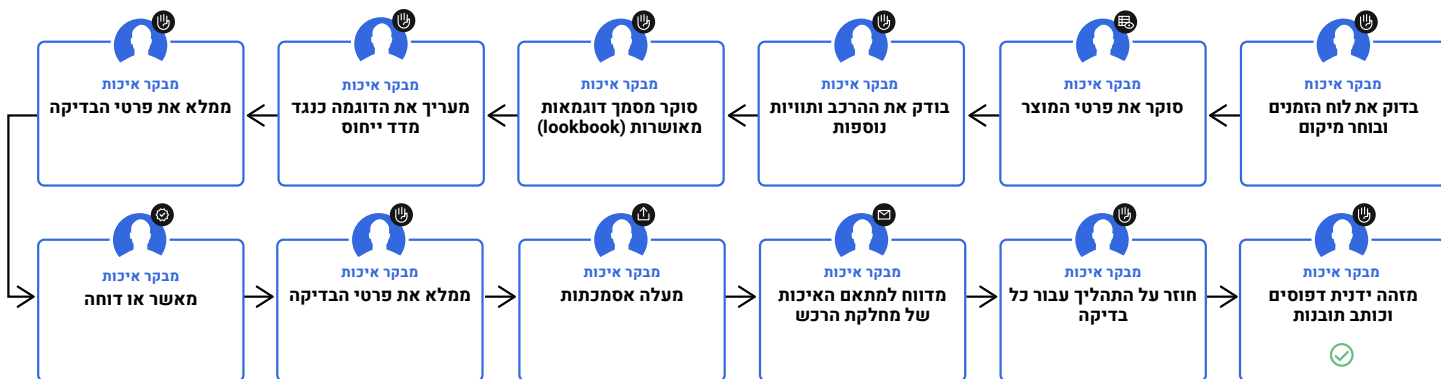 מבקר איכות
בדוק את לוח הזמנים
ובוחר מיקום
מבקר איכות
סוקר את פרטי המוצר
מבקר איכות
בודק את ההרכב ותוויות
נוספות
מבקר איכות
סוקר מסמך דוגמאות
מאושרות (lookbook)
מבקר איכות
מעריך את הדוגמה כנגד
מדד ייחוס
מבקר איכות
ממלא את פרטי הבדיקה
מבקר איכות
מאשר או דוחה
מבקר איכות
ממלא את פרטי הבדיקה
מבקר איכות
מעלה אסמכתות
מבקר איכות
מדווח למתאם האיכות
של מחלקת הרכש
מבקר איכות
חוזר על התהליך עבור כל
בדיקה
מבקר איכות
מזהה ידנית דפוסים
וכותב תובנות